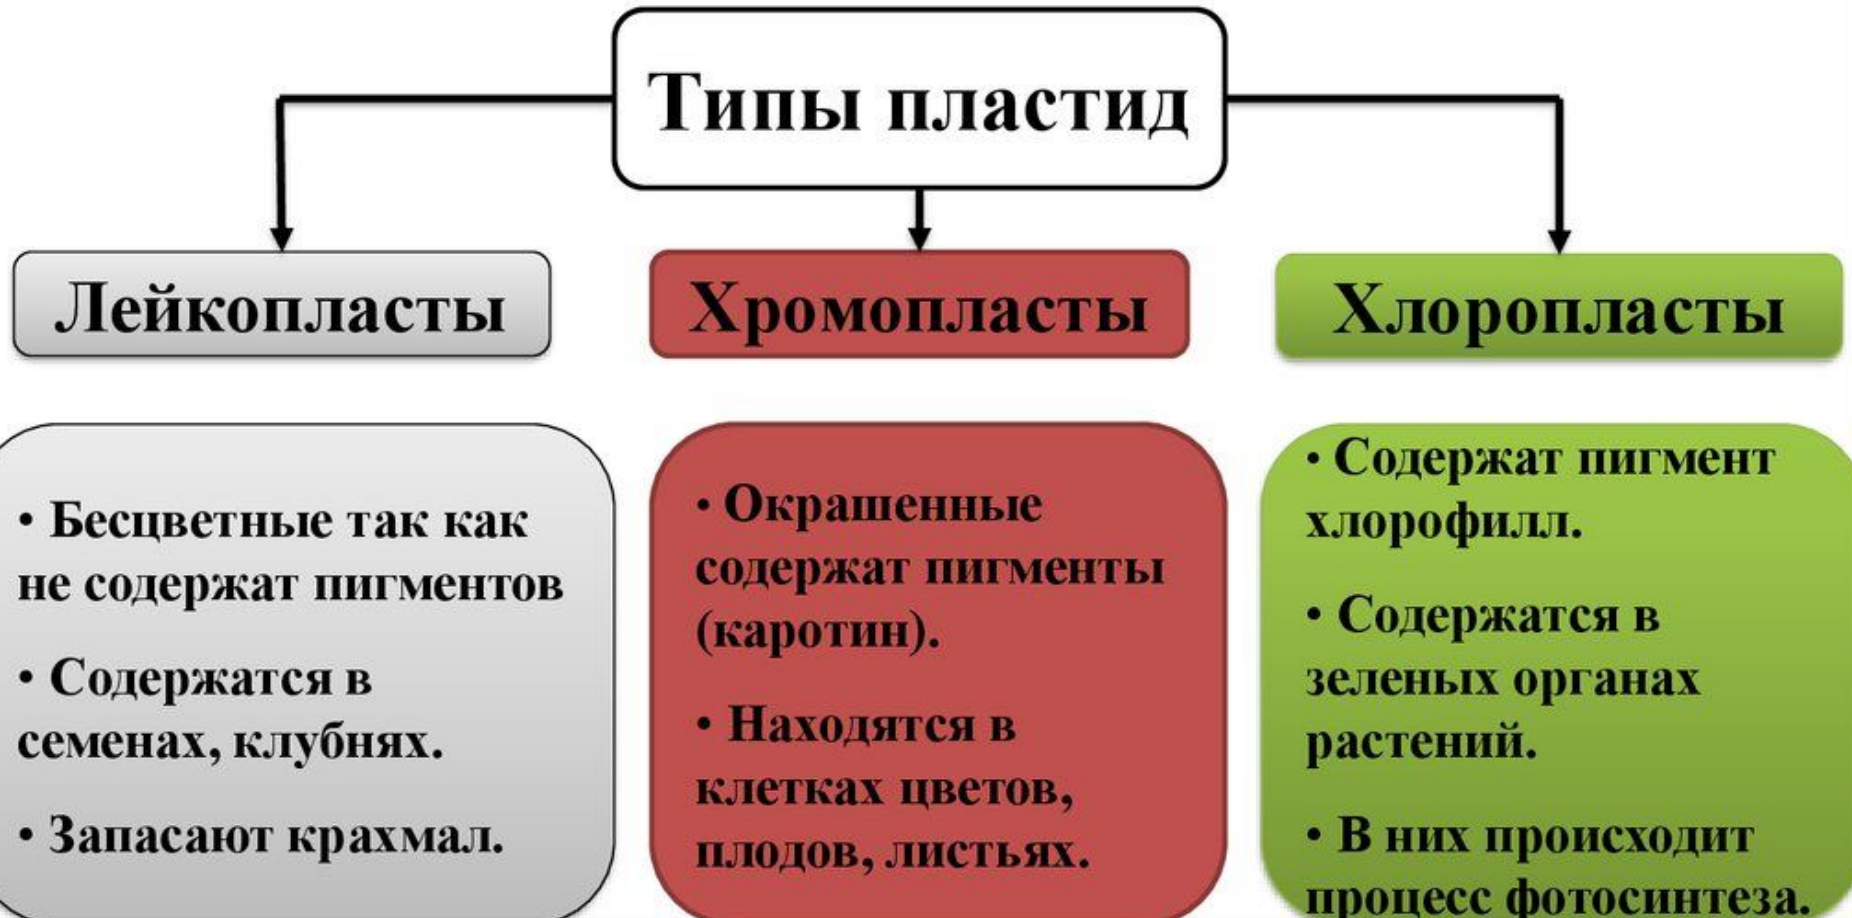 Типы пластид
Лейкопласты
Хромопласты
Хлоропласты
• Бесцветные так как
не содержат пигментов
• Содержатся в
семенах, клубнях.
• Запасают крахмал.
• Окрашенные
содержат пигменты
(каротин).
• Находятся в
клетках цветов,
плодов, листьях.
• Содержат пигмент
хлорофилл.
• Содержатся в
зеленых органах
растений.
• В них происходит
процесс фотосинтеза.